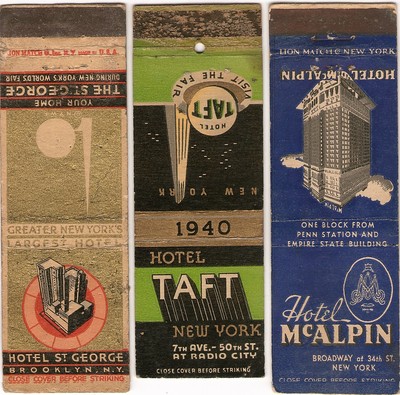 LION MATCH CO. INC. N.Y. MADE IN U.S.A.
DURING NEW YORK'S WORLD'S FAIR
THE ST. GEORGE
YOUR HOME
GREATER NEW YORK'S
LARGEST HOTEL
HOTEL ST GEORGE
BROOKLYN, N.Y.
CLOSE COVER BEFORE STRIKING
VISIT THE FAIR
HOTEL
TAFT
NEW YORK
1940
HOTEL
TAFT
NEW YORK
7TH AVE.- 50TH ST.
AT RADIO CITY
CLOSE COVER BEFORE STRIKING
LION MATCH CO. NEW YORK
HOTEL McALPIN
McALPIN
ONE BLOCK FROM
PENN STATION AND
EMPIRE STATE BUILDING
Hotel
McALPIN
BROADWAY at 34th ST.
NEW YORK
CLOSE COVER BEFORE STRIKING